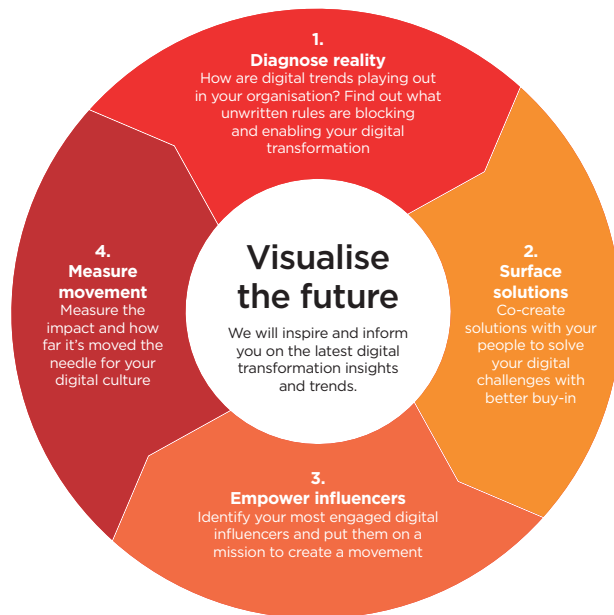 1.
Diagnose reality
How are digital trends playing out
in your organisation? Find out what
unwritten rules are blocking
and enabling your digital
transformation
2.
Surface
solutions
Co-create
solutions with your
people to solve
your digital
challenges with
better buy-in
3.
Empower influencers
Identify your most engaged digital
influencers and put them on a
mission to create a movement
4.
Measure
movement
Measure the
impact and how
far it's moved the
needle for your
digital culture
Visualise
the future
We will inspire and inform
you on the latest digital
transformation insights
and trends.